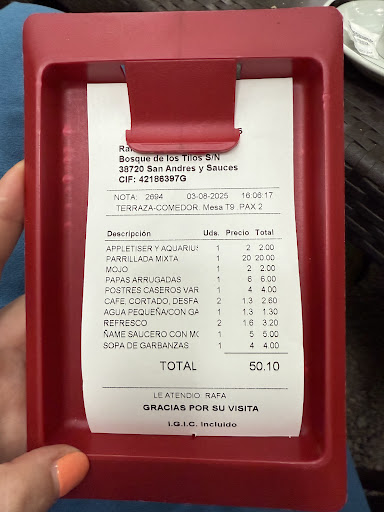 Bosque de los Tilos S/N
38720 San Andres y Sauces
CIF: 42186397G
NOTA: 2694 03-08-2025 16:06:17
TERRAZA-COMEDOR: Mesa T9 ,PAX 2
Descripción Uds. Precio Total
APPLETISER Y AQUARIUS 1 2 2.00
PARRILLADA MIXTA 1 20 20.00
MOJO 1 2 2.00
PAPAS ARRUGADAS 1 6 6.00
POSTRES CASEROS VAR 1 4 4.00
CAFE, CORTADO, DESFA 2 1.3 2.60
AGUA PEQUEÑA/CON GA 1 1.3 1.30
REFRESCO 2 1.6 3.20
ÑAME SAUCERO CON MO 1 5 5.00
SOPA DE GARBANZAS 1 4 4.00
TOTAL 50.10
LE ATENDIO RAFA
GRACIAS POR SU VISITA
I.G.I.C. Incluido